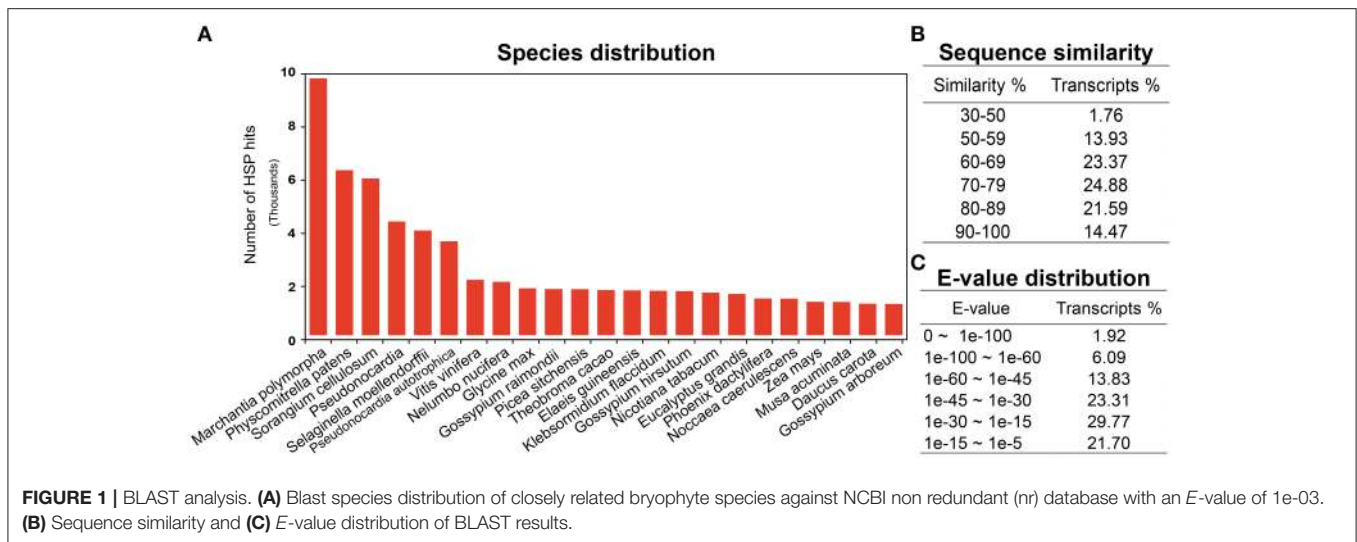 A
Species distribution
Number of HSP hits
(Thousands)
10
8
6
4
2
0
Marchantia polymorpha
Physcomitrella patens
Sorangium cellulosum
Pseudonocardia
Selaginella moellendorffii
Pseudonocardia autotrophica
Vitis vinifera
Nelumbo nucifera
Glycine max
Gossypium raimondii
Picea sitchensis
Theobroma cacao
Elaeis guineensis
Klebsormidium flaccidum
Gossypium hirsutum
Nicotiana tabacum
Eucalyptus grandis
Phoenix dactylifera
Noccaea caerulescens
Zea mays
Musa acuminata
Daucus carota
Gossypium arboreum
B
Sequence similarity
Similarity % Transcripts %
30-50 1.76
50-59 13.93
60-69 23.37
70-79 24.88
80-89 21.59
90-100 14.47
C
E-value distribution
E-value Transcripts %
0 ~ 1e-100 1.92
1e-100 ~ 1e-60 6.09
1e-60 ~ 1e-45 13.83
1e-45 ~ 1e-30 23.31
1e-30 ~ 1e-15 29.77
1e-15 ~ 1e-5 21.70
FIGURE 1 | BLAST analysis. (A) Blast species distribution of closely related bryophyte species against NCBI non redundant (nr) database with an E-value of 1e-03.
(B) Sequence similarity and (C) E-value distribution of BLAST results.